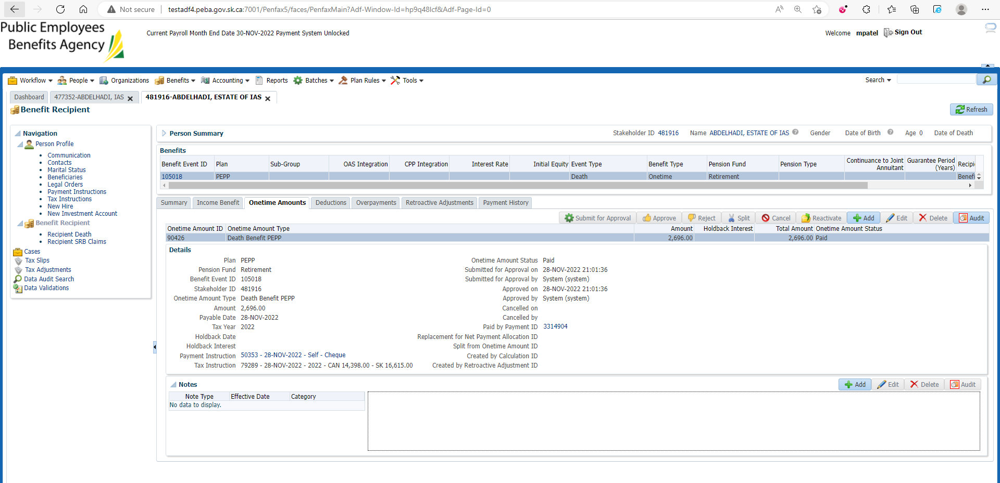 Not secure
testadf4.peba.gov.sk.ca:7001/Penfax5/faces/PenfaxMain?Adf-Window-Id=hp9q48lcf&Adf-Page-Id=0
Public Employees
Benefits Agency
Current Payroll Month End Date 30-NOV-2022 Payment System Unlocked
Welcome mpatel Sign Out
Workflow People Organizations Benefits Accounting Reports Batches Plan Rules Tools Search
Dashboard 477352-ABDELHADI, IAS 481916-ABDELHADI, ESTATE OF IAS
Benefit Recipient Refresh
Navigation
Person Profile
Communication
Contacts
Marital Status
Beneficiaries
Legal Orders
Payment Instructions
Tax Instructions
New Hire
New Investment Account
Benefit Recipient
Recipient Death
Recipient SRB Claims
Cases
Tax Slips
Tax Adjustments
Data Audit Search
Data Validations
Person Summary Stakeholder ID 481916 Name ABDELHADI, ESTATE OF IAS Gender Date of Birth Age 0 Date of Death
Benefits
Benefit Event ID Plan Sub-Group OAS Integration CPP Integration Interest Rate Initial Equity Event Type Benefit Type Pension Fund Pension Type Continuance to Joint Annuitant Guarantee Period (Years) Recipi
105018 PEPP Death Onetime Retirement Benefi
Summary Income Benefit Onetime Amounts Deductions Overpayments Retroactive Adjustments Payment History
Submit for Approval Approve Reject Split Cancel Reactivate Add Edit Delete Audit
Onetime Amount ID Onetime Amount Type Amount Holdback Interest Total Amount Onetime Amount Status
90426 Death Benefit PEPP 2,696.00 2,696.00 Paid
Details
Plan PEPP Onetime Amount Status Paid
Pension Fund Retirement Submitted for Approval on 28-NOV-2022 21:01:36
Benefit Event ID 105018 Submitted for Approval by System (system)
Stakeholder ID 481916 Approved on 28-NOV-2022 21:01:36
Onetime Amount Type Death Benefit PEPP Approved by System (system)
Amount 2,696.00 Cancelled on
Payable Date 28-NOV-2022 Cancelled by
Tax Year 2022 Paid by Payment ID 3314904
Holdback Date Replacement for Net Payment Allocation ID
Holdback Interest Split from Onetime Amount ID
Payment Instruction 50353 - 28-NOV-2022 - Self - Cheque Created by Calculation ID
Tax Instruction 79289 - 28-NOV-2022 - 2022 - CAN 14,398.00 - SK 16,615.00 Created by Retroactive Adjustment ID
Notes Add Edit Delete Audit
Note Type Effective Date Category
No data to display.